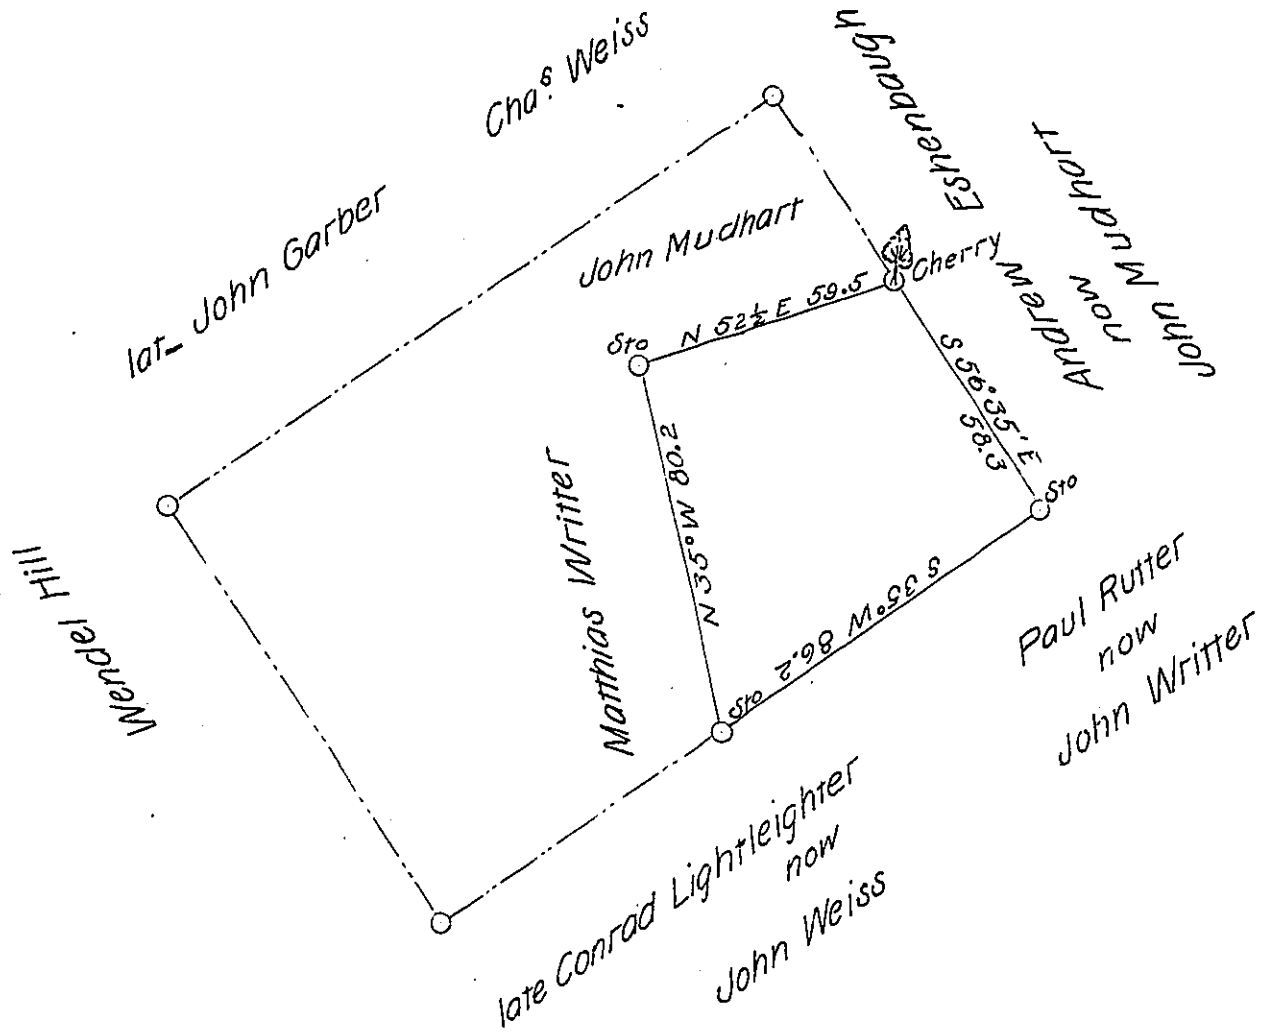 Chaˢ. Weiss
lat_ John Garber
John Mudhart
Andrew Eshenbaugh
now
John Mudhart
Cherry
N 52½ E 59.5
Sto
S 56°35' E
58.3
Sto
N 35° W 80.2
Matthias Writter
Wendel Hill
S 35° W 86.2
Sto
Paul Rutter
now
John Writter
late Conrad Lightleighter
now
John Weiss